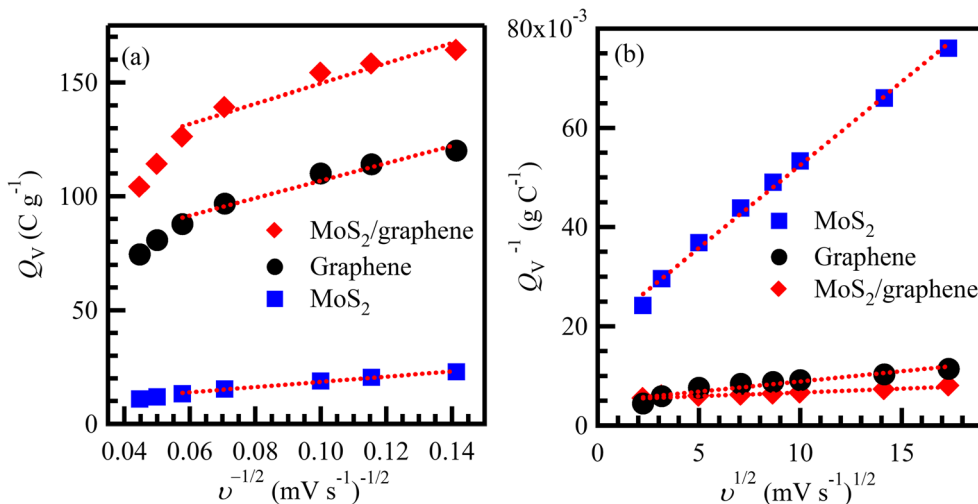 (a)
150
100
50
0
Q_V (C g⁻¹)
MoS₂/graphene
Graphene
MoS₂
0.04 0.06 0.08 0.10 0.12 0.14
υ^−1/2 (mV s⁻¹)^-1/2
(b)
80x10⁻³
60
40
20
0
Q_V⁻¹ (g C⁻¹)
MoS₂
Graphene
MoS₂/graphene
0 5 10 15
υ^1/2 (mV s⁻¹)^1/2